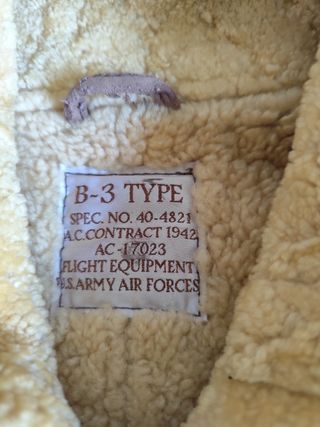 B-3 TYPE
SPEC. NO. 40-4821
A.C.CONTRACT 1942
AC-17023
FLIGHT EQUIPMENT
U.S.ARMY AIR FORCES